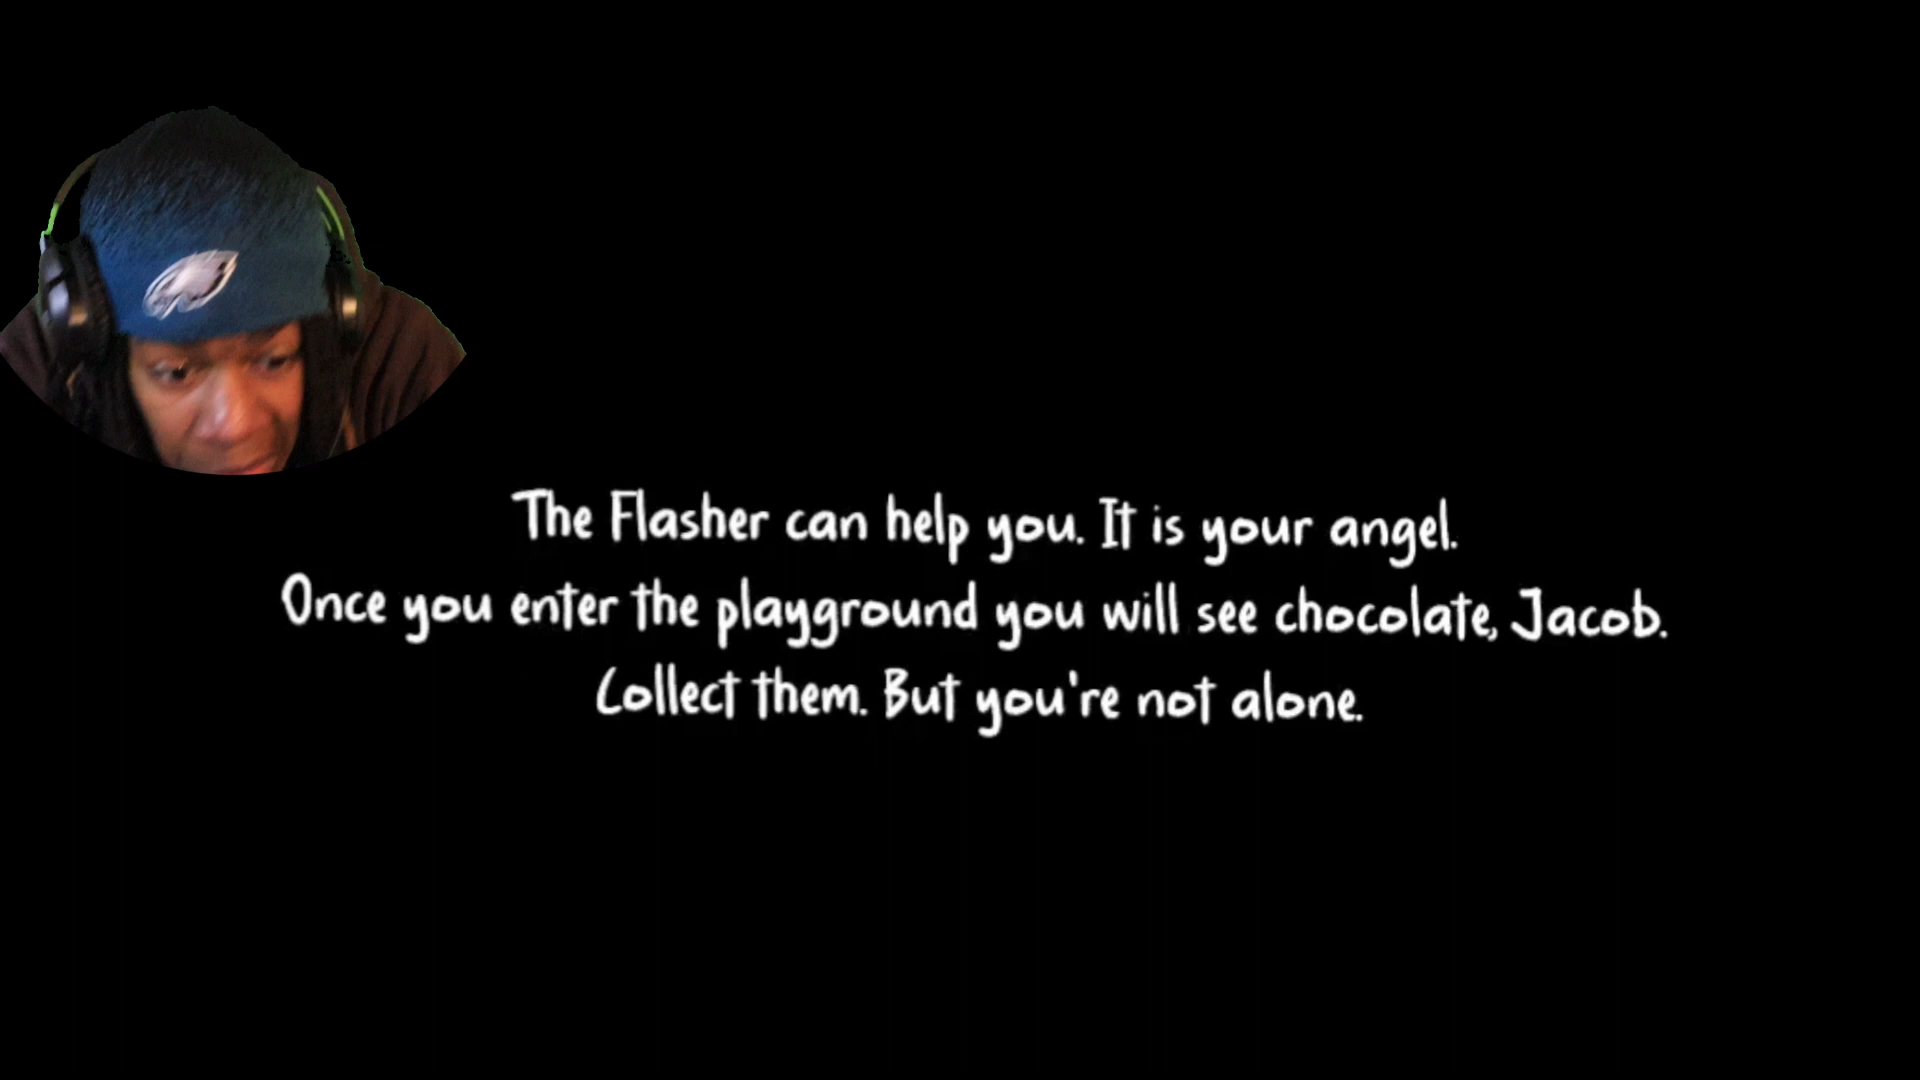 The Flasher can help you. It is your angel.
Once you enter the playground you will see chocolate, Jacob.
Collect them. But you're not alone.